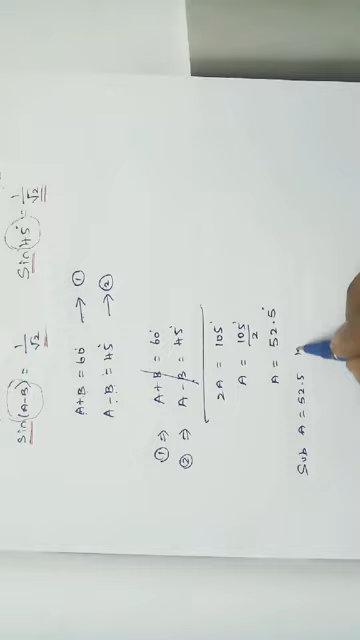 sin(A-B) = 1/√2 Sin 45° = 1/√2
A+B = 60° → ①
A-B = 45° → ②
① ⇒ A+B = 60°
② ⇒ A-B = 45°
2A = 105°
A = 105°/2
A = 52.5°
Sub A = 52.5